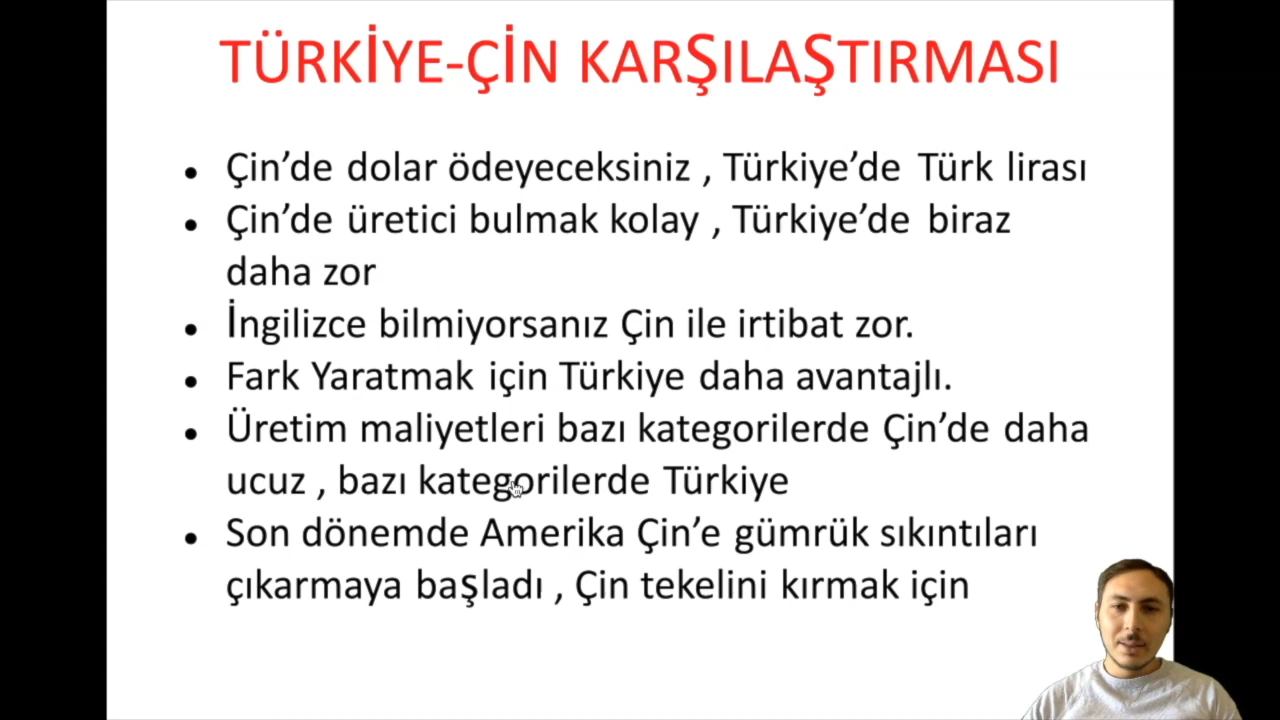 TÜRKİYE-ÇİN KARŞILAŞTIRMASI
• Çin’de dolar ödeyeceksiniz , Türkiye’de Türk lirası
• Çin’de üretici bulmak kolay , Türkiye’de biraz
daha zor
• İngilizce bilmiyorsanız Çin ile irtibat zor.
• Fark Yaratmak için Türkiye daha avantajlı.
• Üretim maliyetleri bazı kategorilerde Çin’de daha
ucuz , bazı kategorilerde Türkiye
• Son dönemde Amerika Çin’e gümrük sıkıntıları
çıkarmaya başladı , Çin tekelini kırmak için